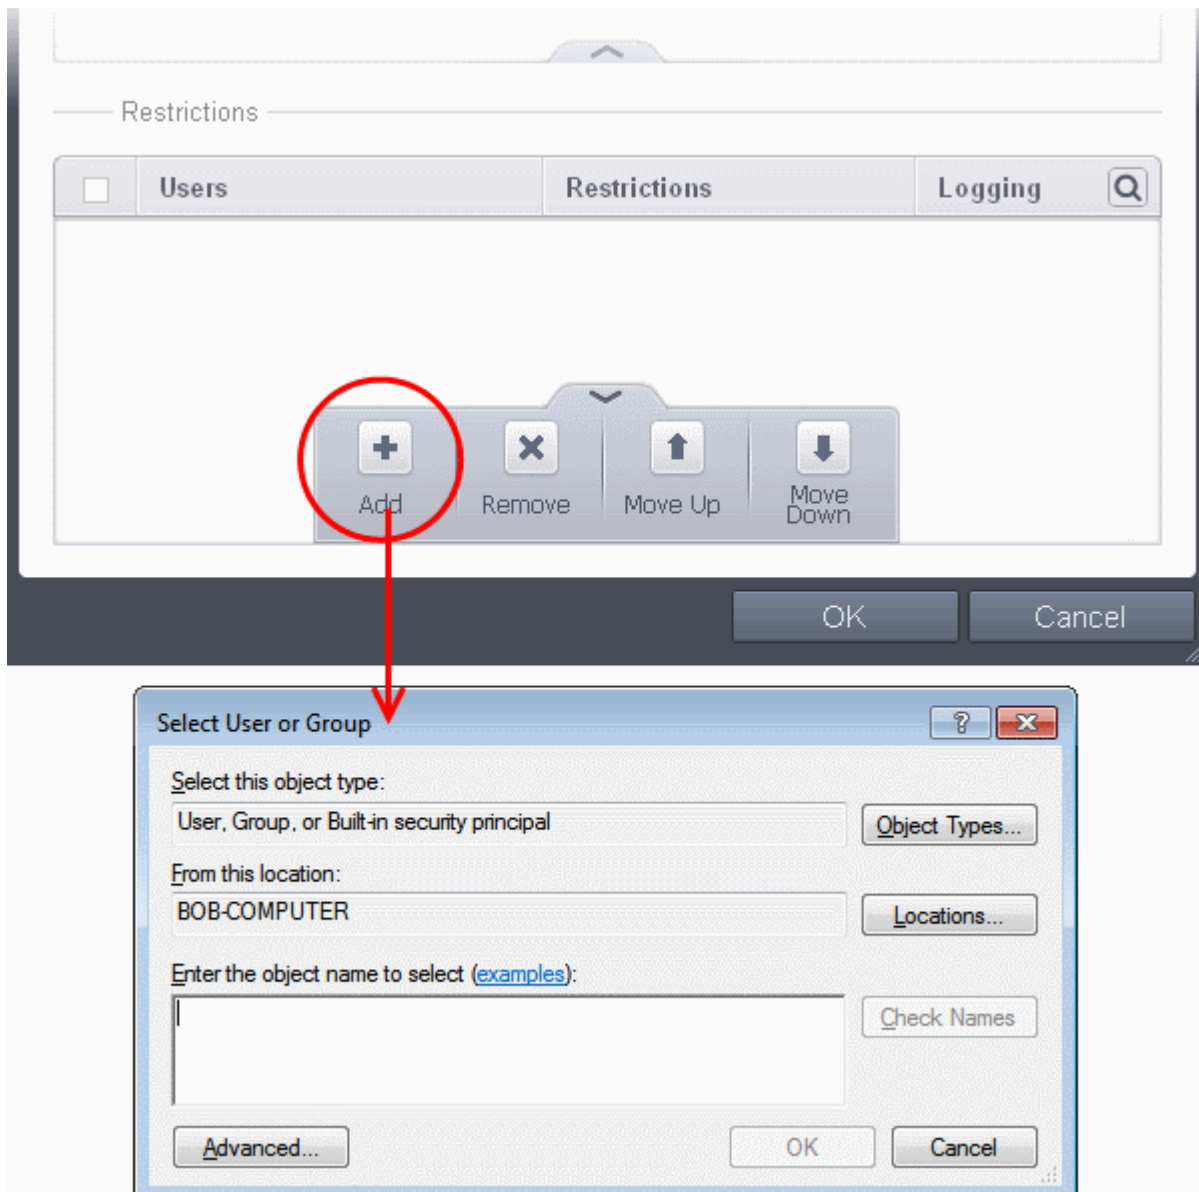 Restrictions
Users Restrictions Logging
Add Remove Move Up Move
Down
OK Cancel
Select User or Group ?
Select this object type:
User, Group, or Built-in security principal Object Types...
From this location:
BOB-COMPUTER Locations...
Enter the object name to select (examples):
Check Names
Advanced... OK Cancel